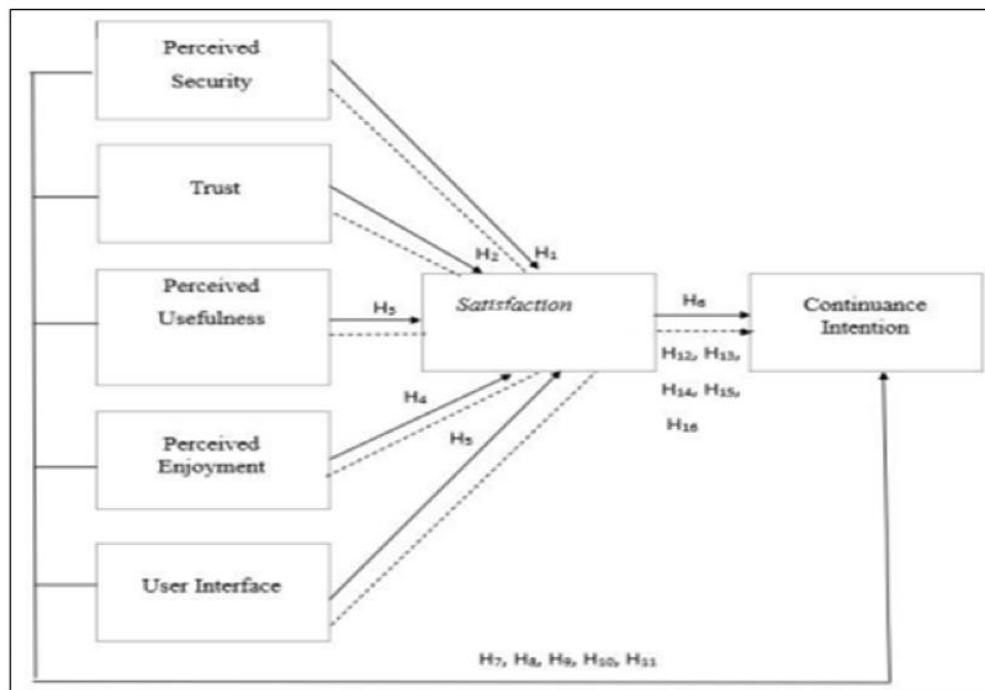 Perceived
Security
Trust
H₂
H₁
Perceived
Usefulness
H₃
Satisfaction
H₆
Continuance
Intention
H₁₂, H₁₃,
H₁₄, H₁₅,
H₁₆
Perceived
Enjoyment
H₄
H₅
User Interface
H₇, H₈, H₉, H₁₀, H₁₁